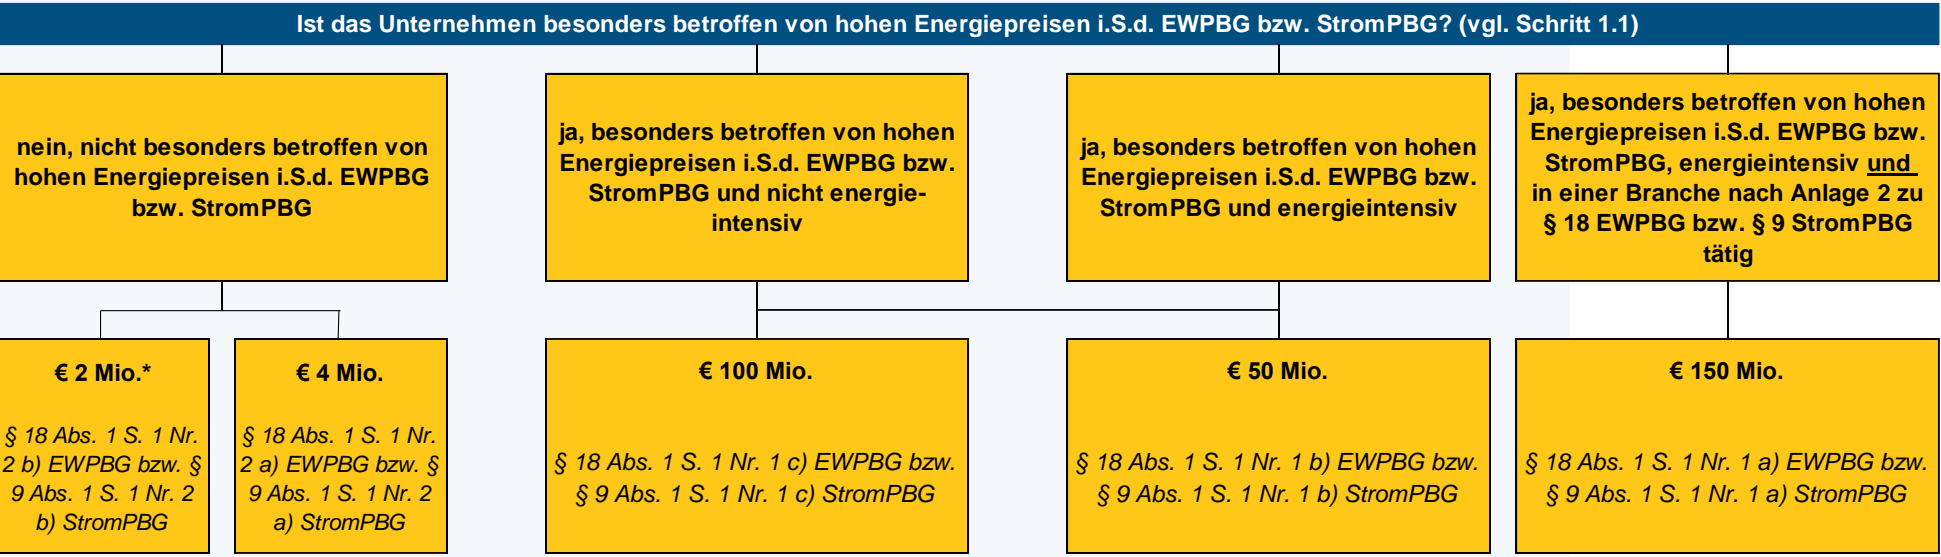 Ist das Unternehmen besonders betroffen von hohen Energiepreisen i.S.d. EWPBG bzw. StromPBG? (vgl. Schritt 1.1)
nein, nicht besonders betroffen von
hohen Energiepreisen i.S.d. EWPBG
bzw. StromPBG
ja, besonders betroffen von hohen
Energiepreisen i.S.d. EWPBG bzw.
StromPBG und nicht energie-
intensiv
ja, besonders betroffen von hohen
Energiepreisen i.S.d. EWPBG bzw.
StromPBG und energieintensiv
ja, besonders betroffen von hohen
Energiepreisen i.S.d. EWPBG bzw.
StromPBG, energieintensiv und
in einer Branche nach Anlage 2 zu
§ 18 EWPBG bzw. § 9 StromPBG
tätig
€ 2 Mio.*
§ 18 Abs. 1 S. 1 Nr.
2 b) EWPBG bzw. §
9 Abs. 1 S. 1 Nr. 2
b) StromPBG
€ 4 Mio.
§ 18 Abs. 1 S. 1 Nr.
2 a) EWPBG bzw. §
9 Abs. 1 S. 1 Nr. 2
a) StromPBG
€ 100 Mio.
§ 18 Abs. 1 S. 1 Nr. 1 c) EWPBG bzw.
§ 9 Abs. 1 S. 1 Nr. 1 c) StromPBG
€ 50 Mio.
§ 18 Abs. 1 S. 1 Nr. 1 b) EWPBG bzw.
§ 9 Abs. 1 S. 1 Nr. 1 b) StromPBG
€ 150 Mio.
§ 18 Abs. 1 S. 1 Nr. 1 a) EWPBG bzw.
§ 9 Abs. 1 S. 1 Nr. 1 a) StromPBG